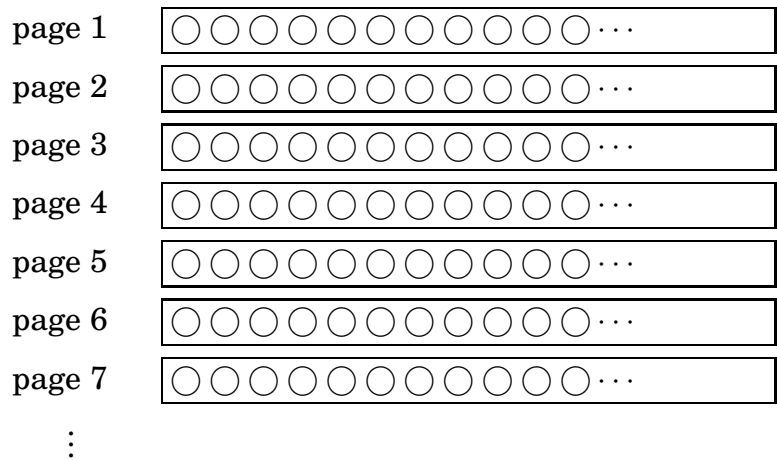 page 1 ...
page 2 ...
page 3 ...
page 4 ...
page 5 ...
page 6 ...
page 7 ...
⋮